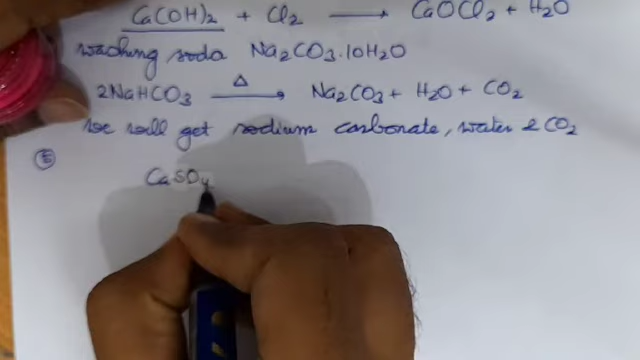 Ca(OH)₂ + Cl₂ ⟶ CaOCl₂ + H₂O
washing soda Na₂CO₃.10H₂O
2NaHCO₃ —Δ→ Na₂CO₃ + H₂O + CO₂
We will get sodium carbonate, water & CO₂
⑤
CaSO₄